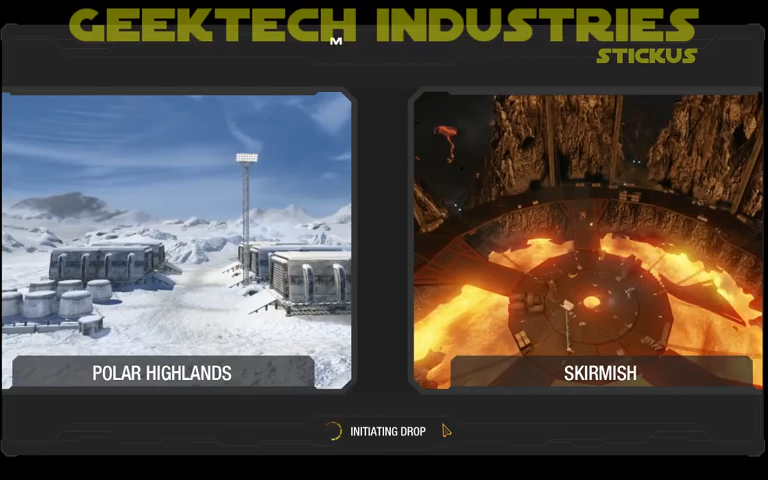 GEEKTECH INDUSTRIES
M
STICKUS
POLAR HIGHLANDS
SKIRMISH
INITIATING DROP